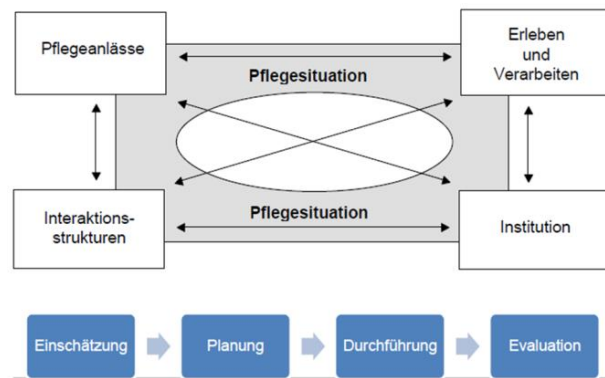 Pflegeanlässe
Erleben
und
Verarbeiten
Pflegesituation
Interaktions-
strukturen
Pflegesituation
Institution
Einschätzung
Planung
Durchführung
Evaluation